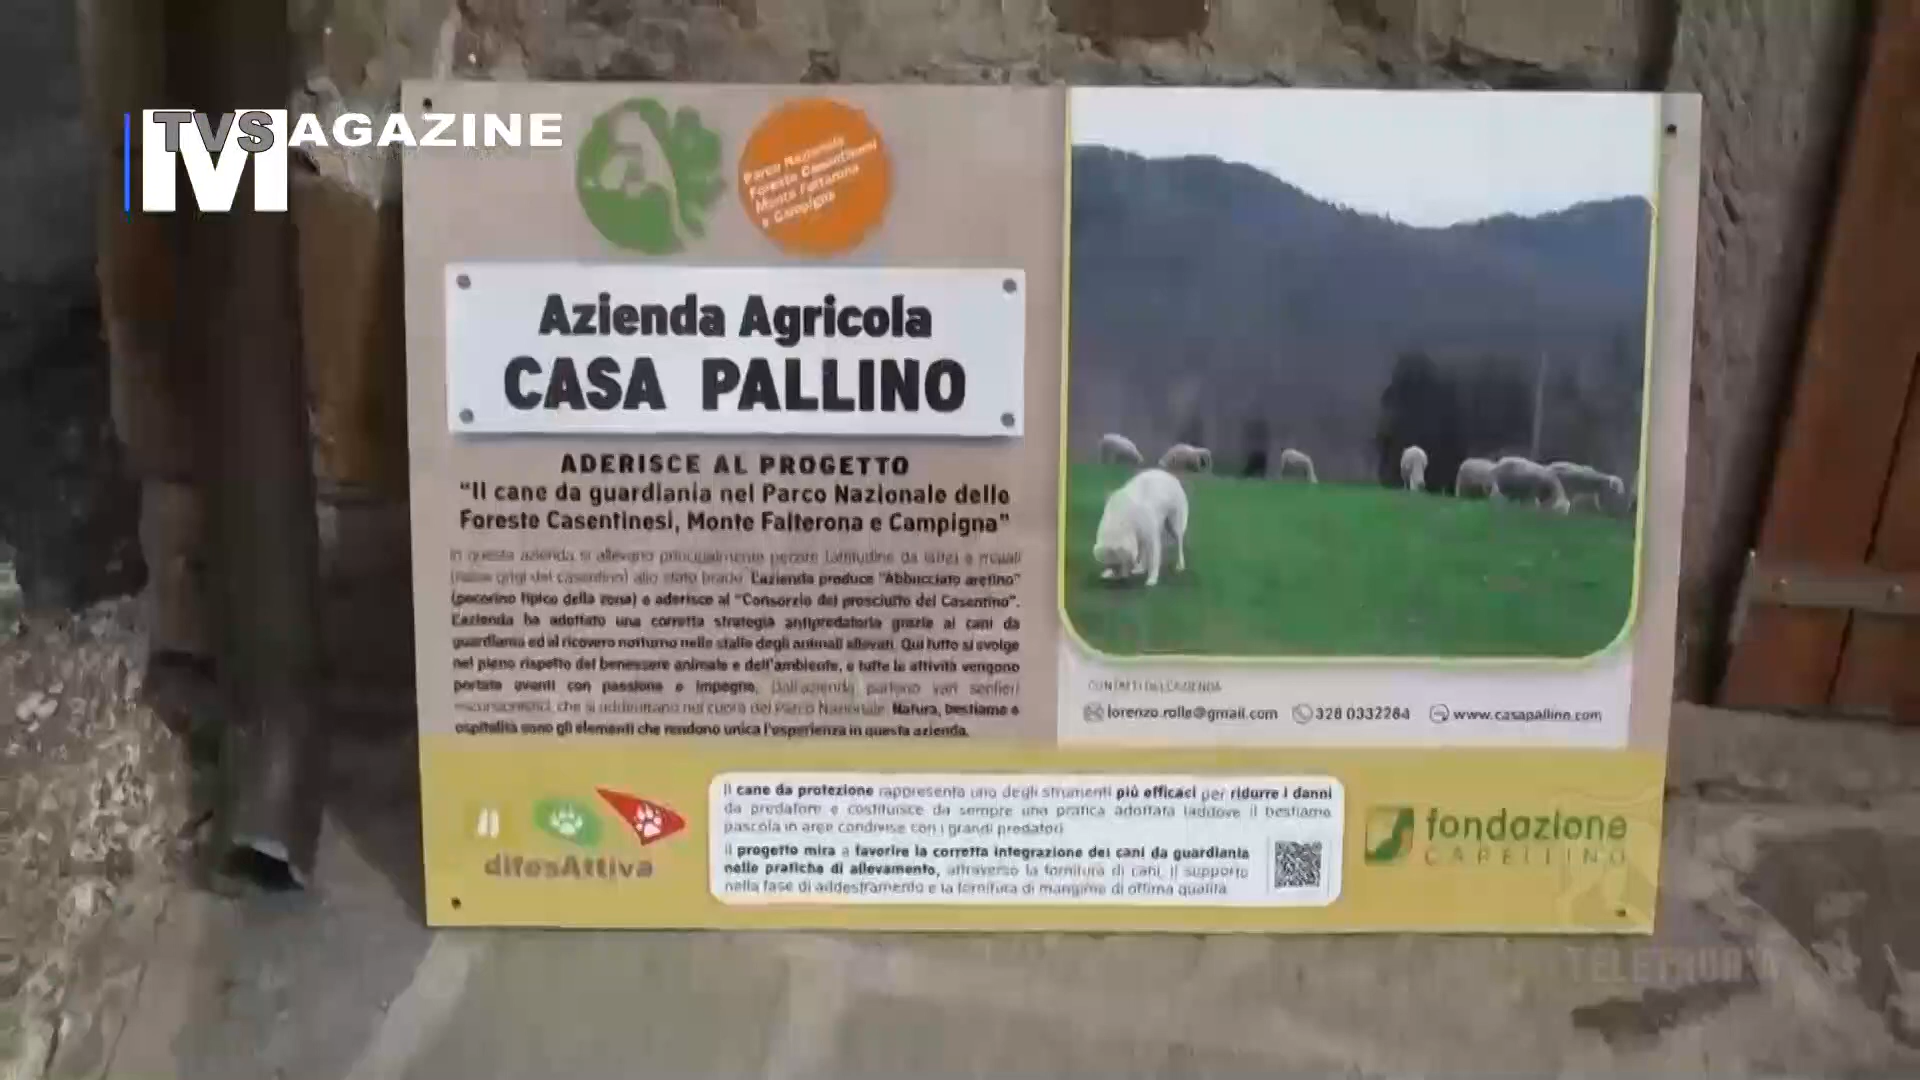 TVS
MAGAZINE
Parco Nazionale
Foreste Casentinesi
Monte Falterona
e Campigna
Azienda Agricola
CASA PALLINO
ADERISCE AL PROGETTO
"Il cane da guardiania nel Parco Nazionale delle
Foreste Casentinesi, Monte Falterona e Campigna"
In questa azienda si allevano principalmente pecore (attitudine da latte) e maiali
(razza grigi del casentino) allo stato brado. L'azienda produce "Abbucciato aretino"
(pecorino tipico della zona) e aderisce al "Consorzio del prosciutto del Casentino".
L'azienda ha adottato una corretta strategia antipredatoria grazie ai cani da
guardiania ed al ricovero notturno nelle stalle degli animali allevati. Qui tutto si svolge
nel pieno rispetto del benessere animale e dell'ambiente, e tutte le attività vengono
portate avanti con passione e impegno. Dall'azienda partono vari sentieri
escursionistici, che si addentrano nel cuore del Parco Nazionale. Natura, bestiame e
ospitalità sono gli elementi che rendono unica l'esperienza in questa azienda.
CONTATTI DELL'AZIENDA
lorenzo.rolle@gmail.com 328 0332284 www.casapallino.com
difesAttiva
Il cane da protezione rappresenta uno degli strumenti più efficaci per ridurre i danni
da predatore e costituisce da sempre una pratica adottata laddove il bestiame
pascola in aree condivise con i grandi predatori.
Il progetto mira a favorire la corretta integrazione dei cani da guardiania
nelle pratiche di allevamento, attraverso la fornitura di cani, il supporto
nella fase di addestramento e la fornitura di mangime di ottima qualità.
fondazione
CAPELLINO